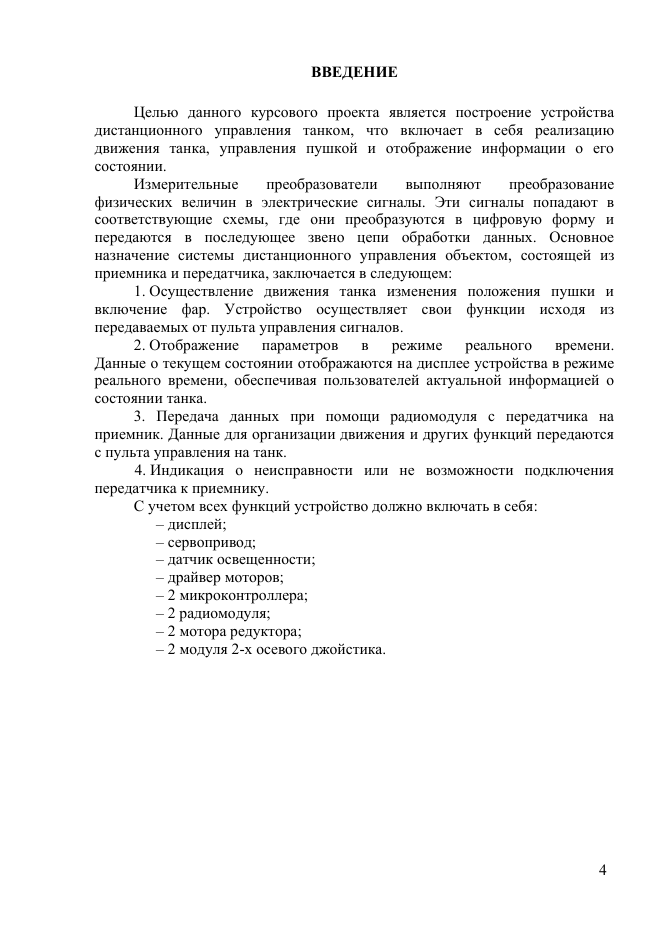 ВВЕДЕНИЕ
Целью данного курсового проекта является построение устройства
дистанционного управления танком, что включает в себя реализацию
движения танка, управления пушкой и отображение информации о его
состоянии.
Измерительные преобразователи выполняют преобразование
физических величин в электрические сигналы. Эти сигналы попадают в
соответствующие схемы, где они преобразуются в цифровую форму и
передаются в последующее звено цепи обработки данных. Основное
назначение системы дистанционного управления объектом, состоящей из
приемника и передатчика, заключается в следующем:
1. Осуществление движения танка изменения положения пушки и
включение фар. Устройство осуществляет свои функции исходя из
передаваемых от пульта управления сигналов.
2. Отображение параметров в режиме реального времени.
Данные о текущем состоянии отображаются на дисплее устройства в режиме
реального времени, обеспечивая пользователей актуальной информацией о
состоянии танка.
3. Передача данных при помощи радиомодуля с передатчика на
приемник. Данные для организации движения и других функций передаются
с пульта управления на танк.
4. Индикация о неисправности или не возможности подключения
передатчика к приемнику.
С учетом всех функций устройство должно включать в себя:
– дисплей;
– сервопривод;
– датчик освещенности;
– драйвер моторов;
– 2 микроконтроллера;
– 2 радиомодуля;
– 2 мотора редуктора;
– 2 модуля 2-х осевого джойстика.
4